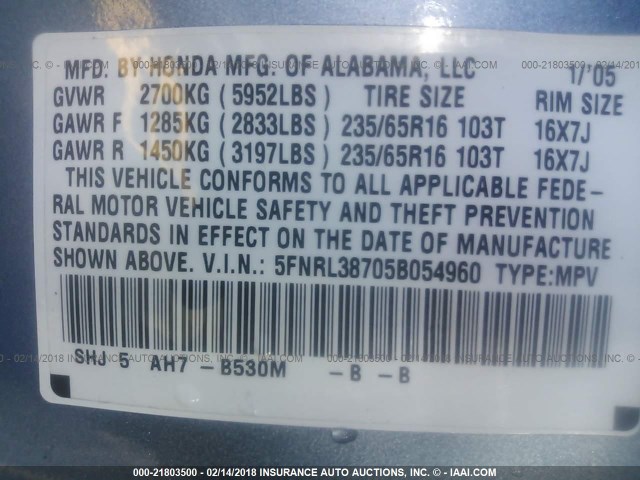 MFD. BY HONDA MFG. OF ALABAMA, LLC 1/'05
GVWR 2700KG (5952LBS) TIRE SIZE RIM SIZE
GAWR F 1285KG (2833LBS) 235/65R16 103T 16X7J
GAWR R 1450KG (3197LBS) 235/65R16 103T 16X7J
THIS VEHICLE CONFORMS TO ALL APPLICABLE FEDE-
RAL MOTOR VEHICLE SAFETY AND THEFT PREVENTION
STANDARDS IN EFFECT ON THE DATE OF MANUFACTURE
SHOWN ABOVE. V.I.N.: 5FNRL38705B054960 TYPE:MPV
SHJ 5 AH7 -B530M -B -B
000-21803500 - 02/14/2018 INSURANCE AUTO AUCTIONS, INC. - © - IAAI.COM